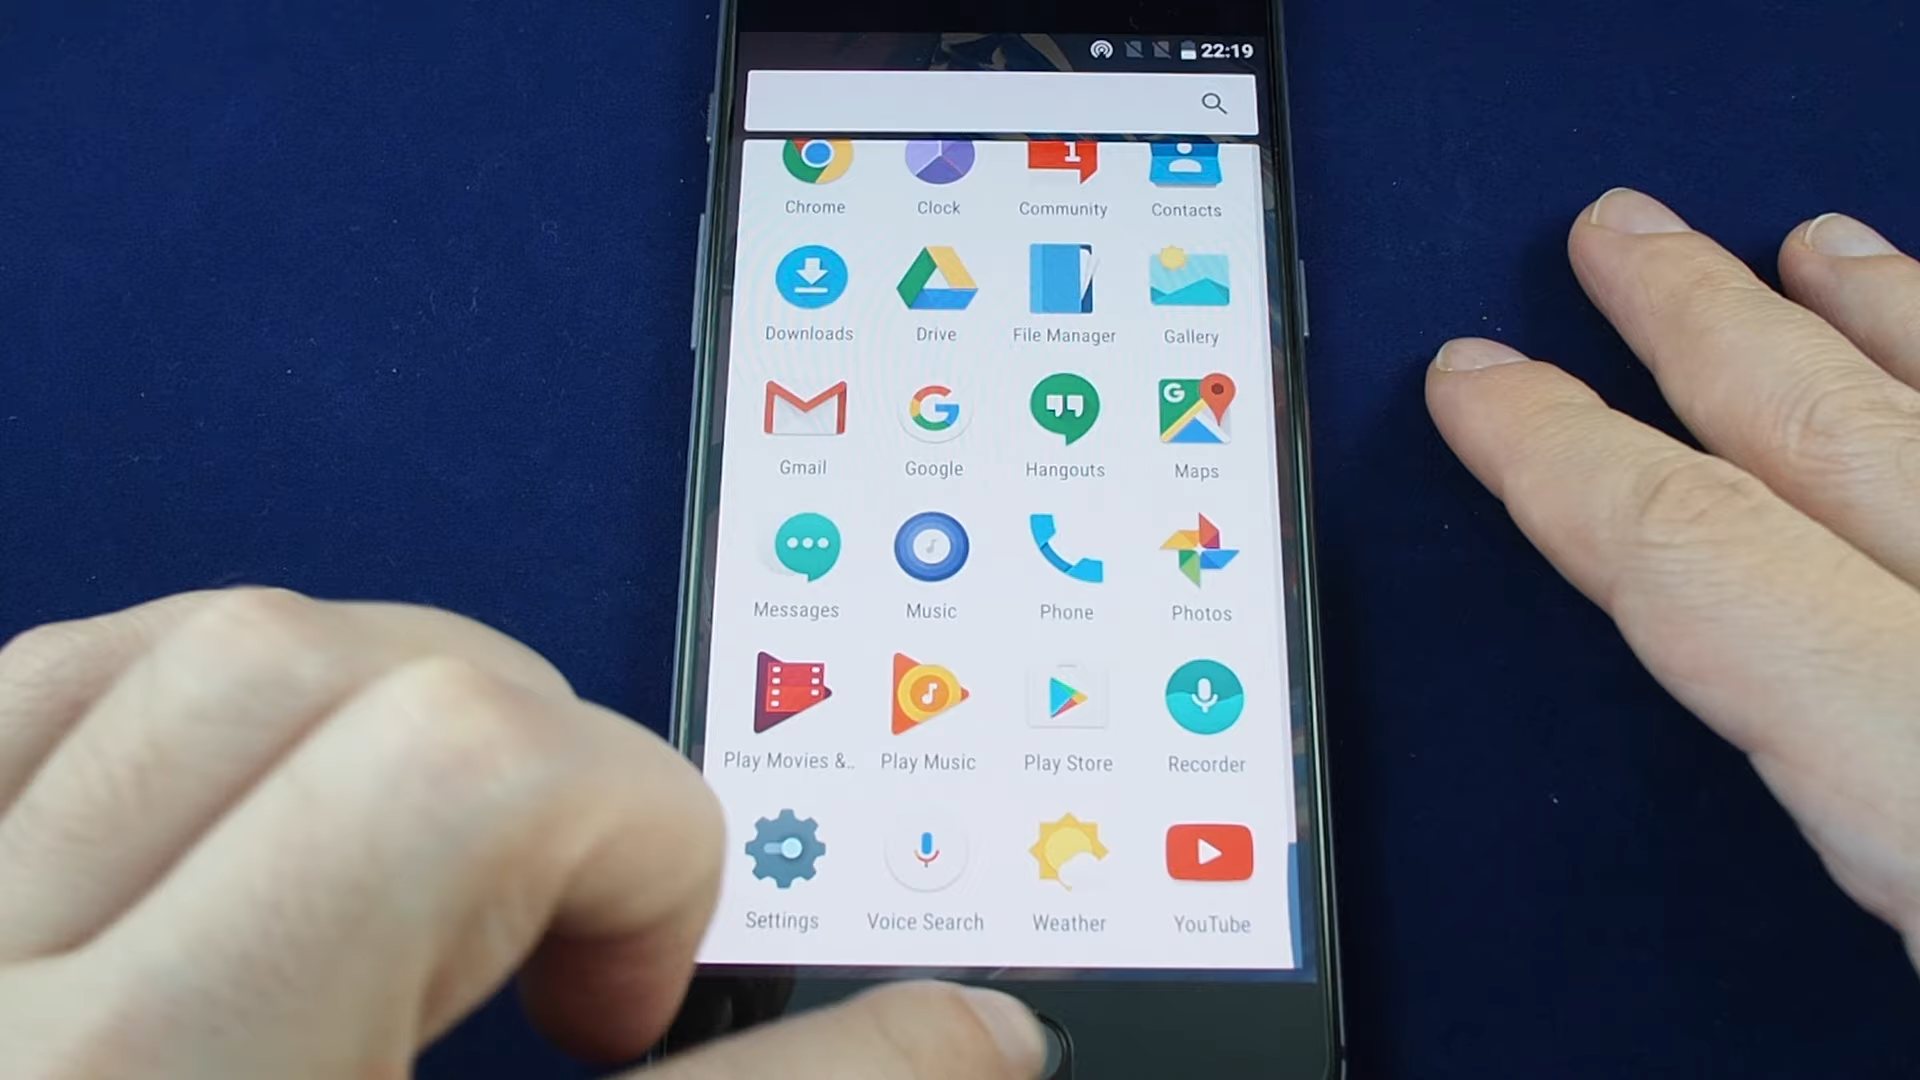 22:19
1
Chrome Clock Community Contacts
Downloads Drive File Manager Gallery
G
Gmail Google Hangouts Maps
Messages Music Phone Photos
Play Movies &.. Play Music Play Store Recorder
Settings Voice Search Weather YouTube